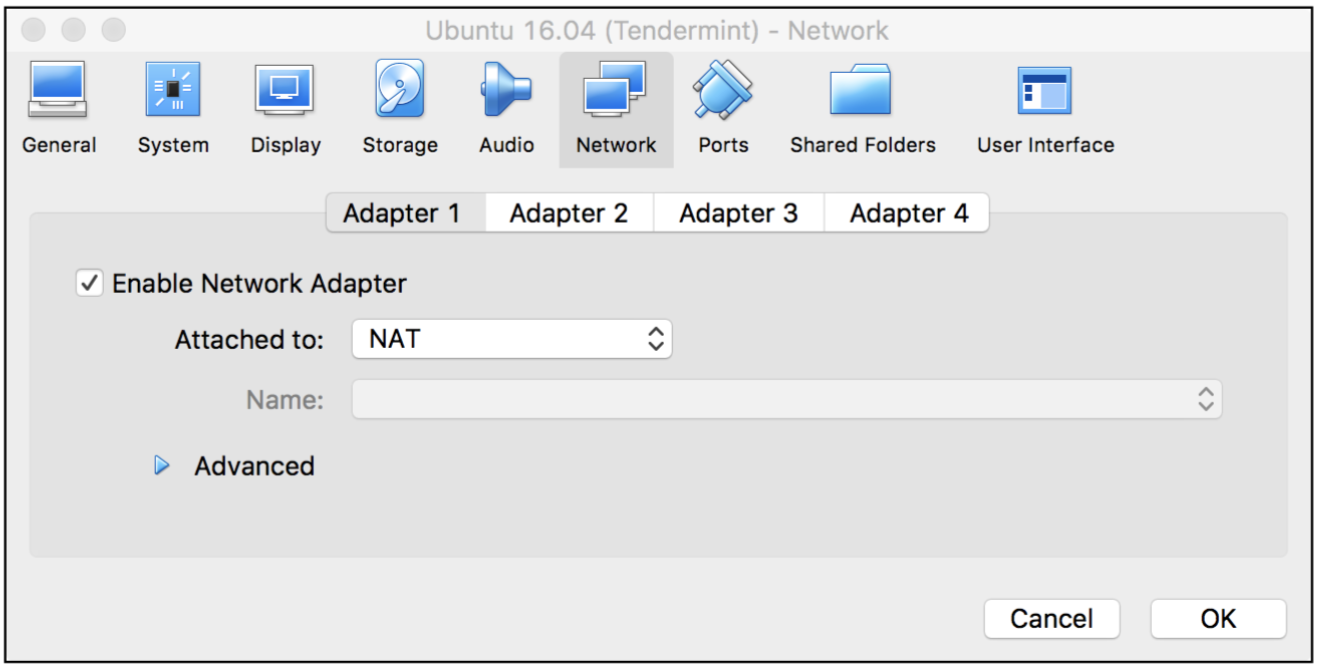 Ubuntu 16.04 (Tendermint) - Network
General System Display Storage Audio Network Ports Shared Folders User Interface
Adapter 1 Adapter 2 Adapter 3 Adapter 4
Enable Network Adapter
Attached to: NAT
Name:
Advanced
Cancel OK